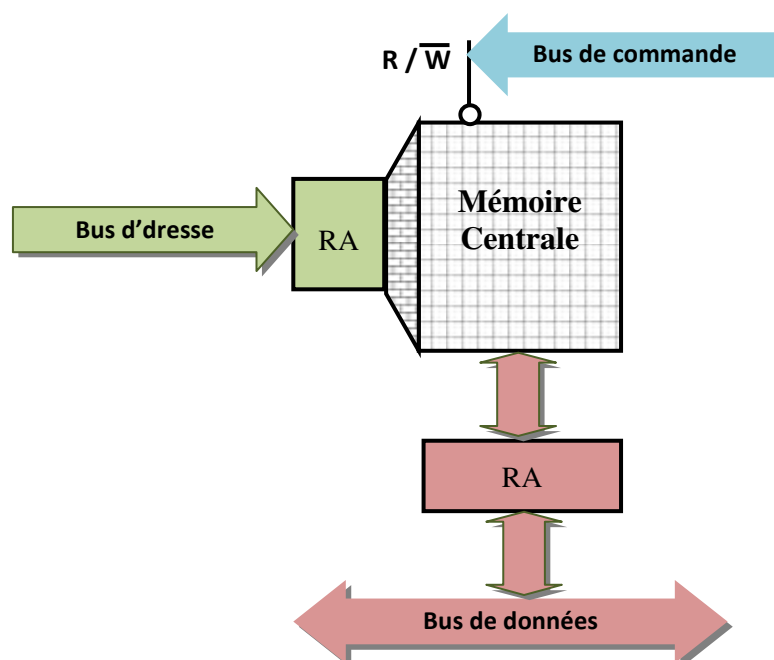 R / W̅
Bus de commande
Mémoire
Centrale
Bus d’dresse
RA
RA
Bus de données